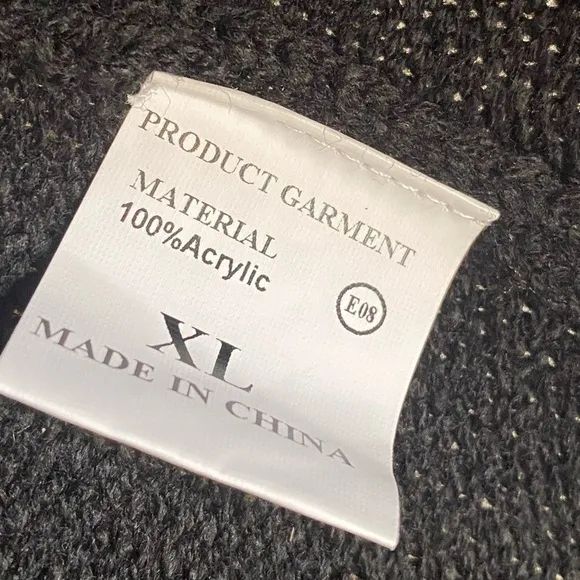 PRODUCT GARMENT
MATERIAL
100%Acrylic
E08
XL
MADE IN CHINA